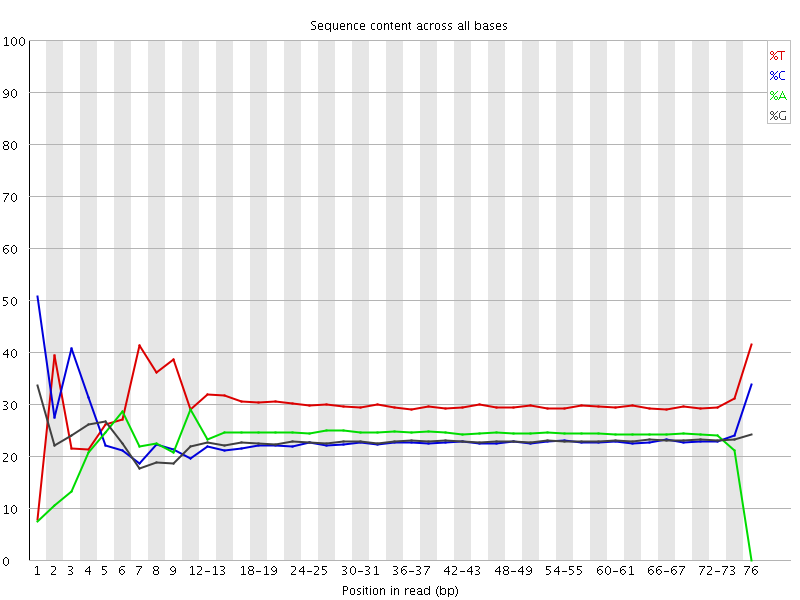 Sequence content across all bases
100
90
80
70
60
50
40
30
20
10
0
%T
%C
%A
%G
1 2 3 4 5 6 7 8 9 12-13 18-19 24-25 30-31 36-37 42-43 48-49 54-55 60-61 66-67 72-73 76
Position in read (bp)